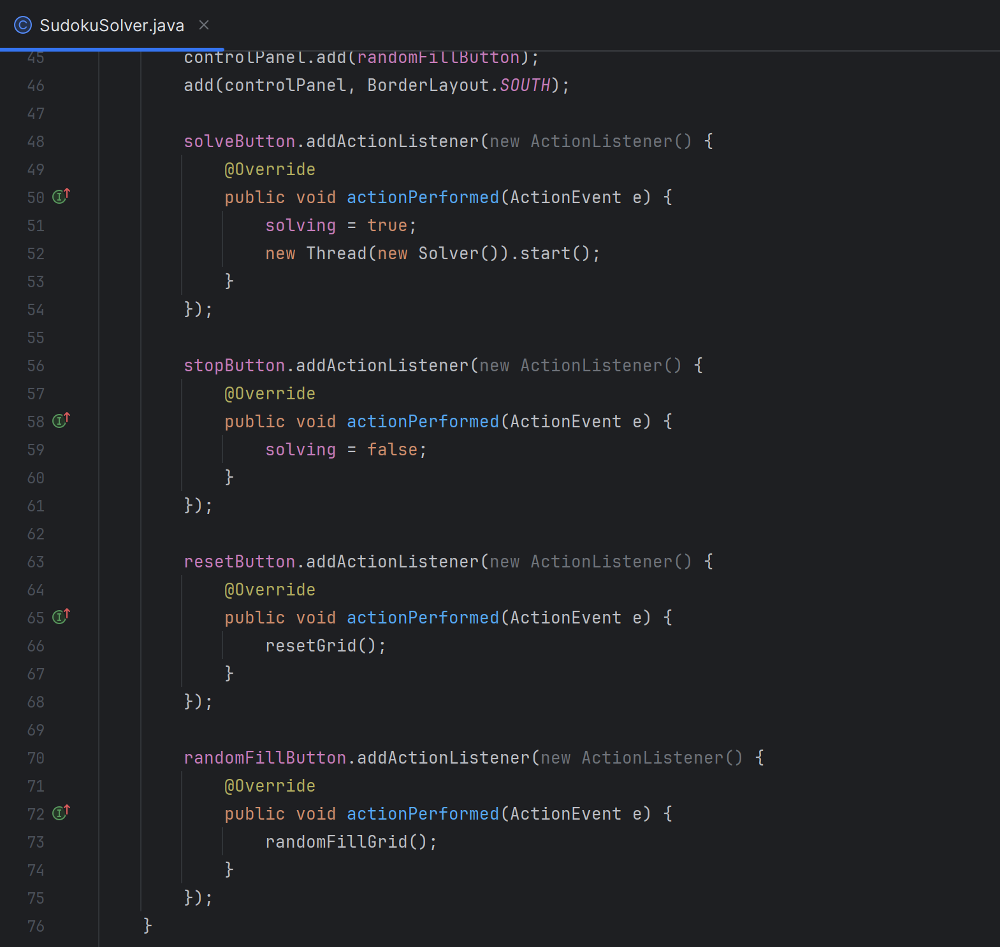 SudokuSolver.java
45 controlPanel.add(randomFillButton);
46 add(controlPanel, BorderLayout.SOUTH);
47
48 solveButton.addActionListener(new ActionListener() {
49 @Override
50 public void actionPerformed(ActionEvent e) {
51 solving = true;
52 new Thread(new Solver()).start();
53 }
54 });
55
56 stopButton.addActionListener(new ActionListener() {
57 @Override
58 public void actionPerformed(ActionEvent e) {
59 solving = false;
60 }
61 });
62
63 resetButton.addActionListener(new ActionListener() {
64 @Override
65 public void actionPerformed(ActionEvent e) {
66 resetGrid();
67 }
68 });
69
70 randomFillButton.addActionListener(new ActionListener() {
71 @Override
72 public void actionPerformed(ActionEvent e) {
73 randomFillGrid();
74 }
75 });
76 }